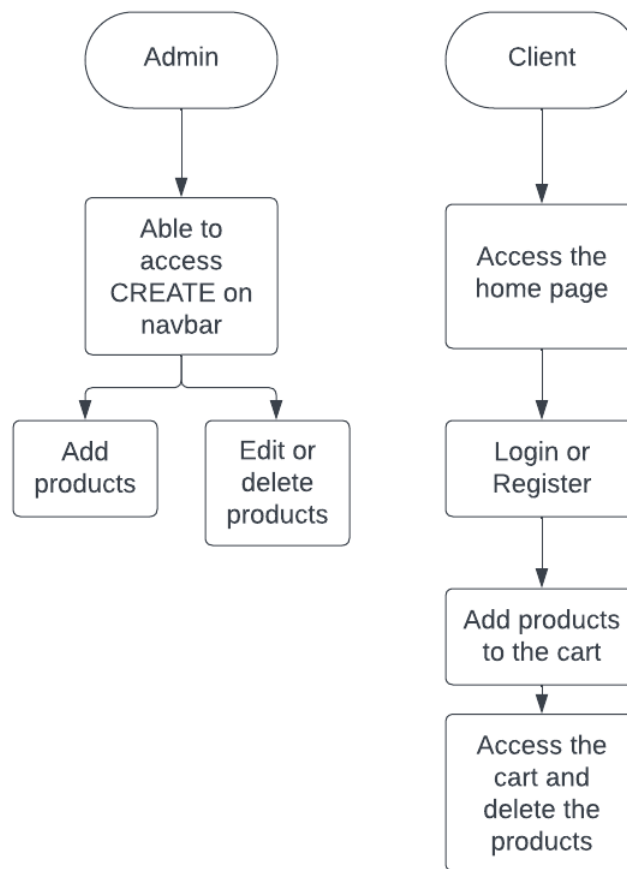 Admin
Able to
access
CREATE on
navbar
Add
products
Edit or
delete
products
Client
Access the
home page
Login or
Register
Add products
to the cart
Access the
cart and
delete the
products